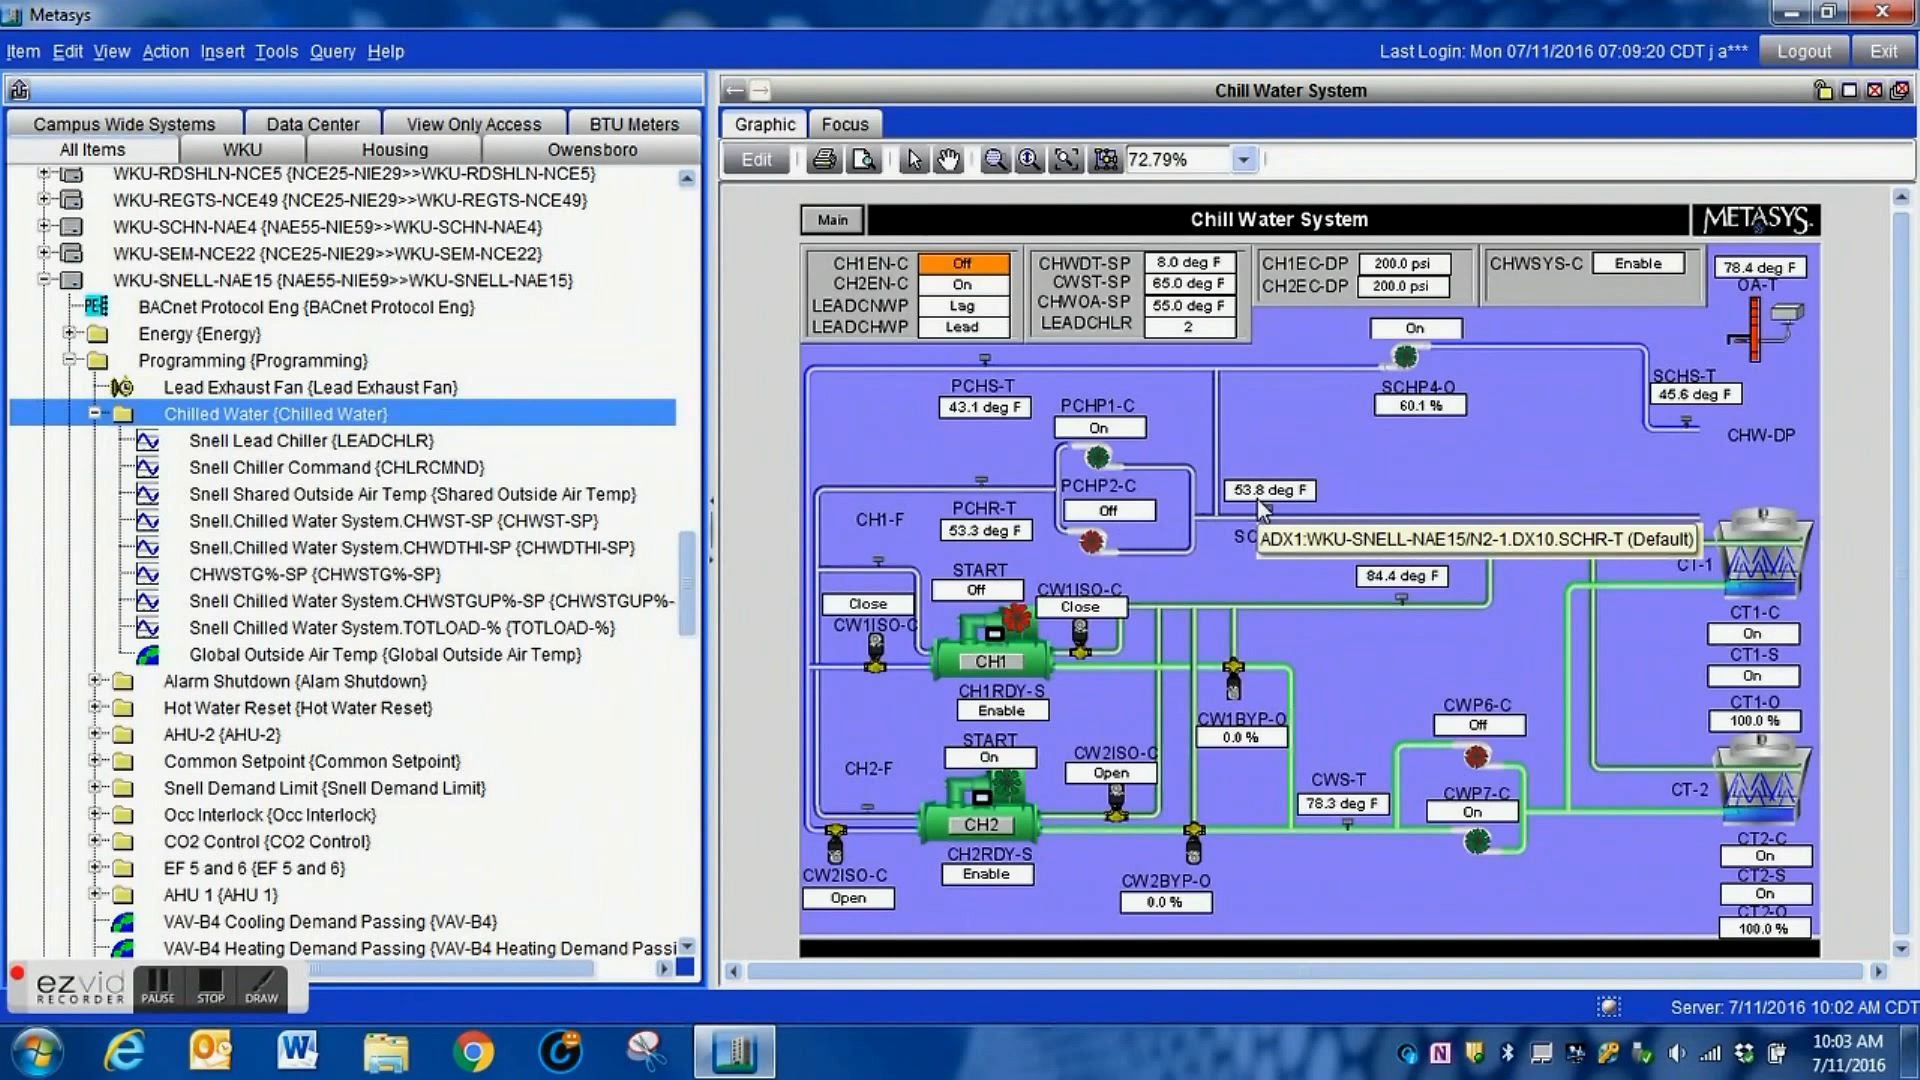 Metasys
Item Edit View Action Insert Tools Query Help
Last Login: Mon 07/11/2016 07:09:20 CDT j a*** Logout Exit
Chill Water System
Campus Wide Systems Data Center View Only Access BTU Meters
All Items WKU Housing Owensboro
WKU-RDSHLN-NCE5 {NCE25-NIE29>>WKU-RDSHLN-NCE5}
WKU-REGTS-NCE49 {NCE25-NIE29>>WKU-REGTS-NCE49}
WKU-SCHN-NAE4 {NAE55-NIE59>>WKU-SCHN-NAE4}
WKU-SEM-NCE22 {NCE25-NIE29>>WKU-SEM-NCE22}
WKU-SNELL-NAE15 {NAE55-NIE59>>WKU-SNELL-NAE15}
BACnet Protocol Eng {BACnet Protocol Eng}
Energy {Energy}
Programming {Programming}
Lead Exhaust Fan {Lead Exhaust Fan}
Chilled Water {Chilled Water}
Snell Lead Chiller {LEADCHLR}
Snell Chiller Command {CHLRCMND}
Snell Shared Outside Air Temp {Shared Outside Air Temp}
Snell.Chilled Water System.CHWST-SP {CHWST-SP}
Snell.Chilled Water System.CHWDTHI-SP {CHWDTHI-SP}
CHWSTG%-SP {CHWSTG%-SP}
Snell Chilled Water System.CHWSTGUP%-SP {CHWSTGUP%-
Snell Chilled Water System.TOTLOAD-% {TOTLOAD-%}
Global Outside Air Temp {Global Outside Air Temp}
Alarm Shutdown {Alam Shutdown}
Hot Water Reset {Hot Water Reset}
AHU-2 {AHU-2}
Common Setpoint {Common Setpoint}
Snell Demand Limit {Snell Demand Limit}
Occ Interlock {Occ Interlock}
CO2 Control {CO2 Control}
EF 5 and 6 {EF 5 and 6}
AHU 1 {AHU 1}
VAV-B4 Cooling Demand Passing {VAV-B4}
VAV-B4 Heating Demand Passing {VAV-B4 Heating Demand Passi
Graphic Focus
Edit 72.79%
Main Chill Water System METASYS.
CH1EN-C Off
CH2EN-C On
LEADCNWP Lag
LEADCHWP Lead
CHWDT-SP 8.0 deg F
CWST-SP 65.0 deg F
CHWOA-SP 55.0 deg F
LEADCHLR 2
CH1EC-DP 200.0 psi
CH2EC-DP 200.0 psi
CHWSYS-C Enable
78.4 deg F
OA-T
On
SCHP4-O
60.1 %
SCHS-T
45.6 deg F
CHW-DP
PCHS-T
43.1 deg F
PCHP1-C
On
PCHP2-C
Off
53.8 deg F
ADX1:WKU-SNELL-NAE15/N2-1.DX10.SCHR-T (Default)
SC
CH1-F
PCHR-T
53.3 deg F
84.4 deg F
CT-1
START
Off
CW1ISO-C
Close
Close
CW1ISO-C
CH1
CH1RDY-S
Enable
CW1BYP-O
0.0 %
CT1-C
On
CT1-S
On
CT1-O
100.0 %
CWP6-C
Off
START
On
CW2ISO-C
Open
CH2-F
CWS-T
78.3 deg F
CWP7-C
On
CT-2
CH2
CH2RDY-S
Enable
CW2ISO-C
Open
CW2BYP-O
0.0 %
CT2-C
On
CT2-S
On
CT2-O
100.0 %
ezvid
RECORDER
PAUSE STOP DRAW
Server: 7/11/2016 10:02 AM CDT
10:03 AM
7/11/2016